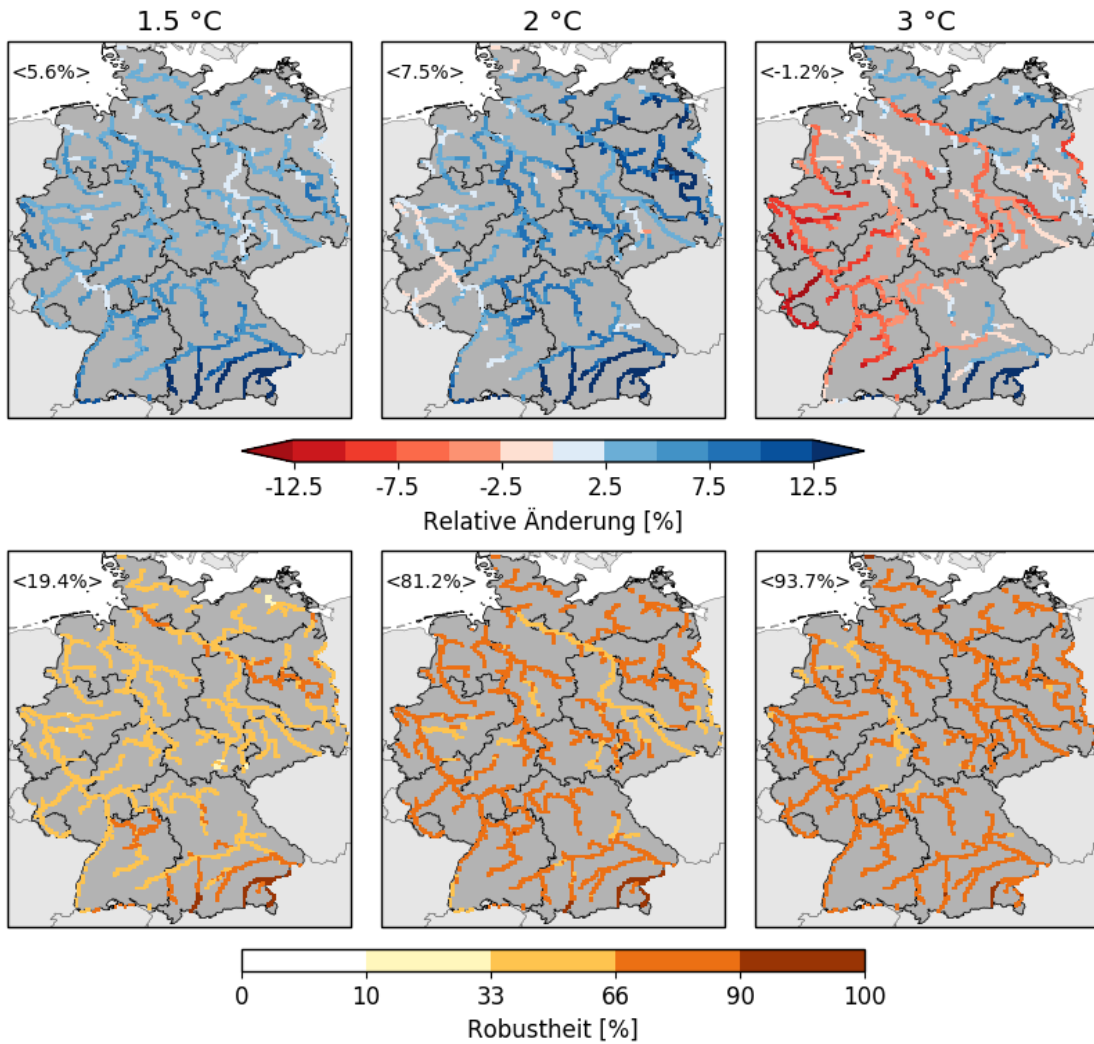 1.5 °C 2 °C 3 °C
<5.6%> <7.5%> <-1.2%>
-12.5 -7.5 -2.5 2.5 7.5 12.5
Relative Änderung [%]
<19.4%> <81.2%> <93.7%>
0 10 33 66 90 100
Robustheit [%]